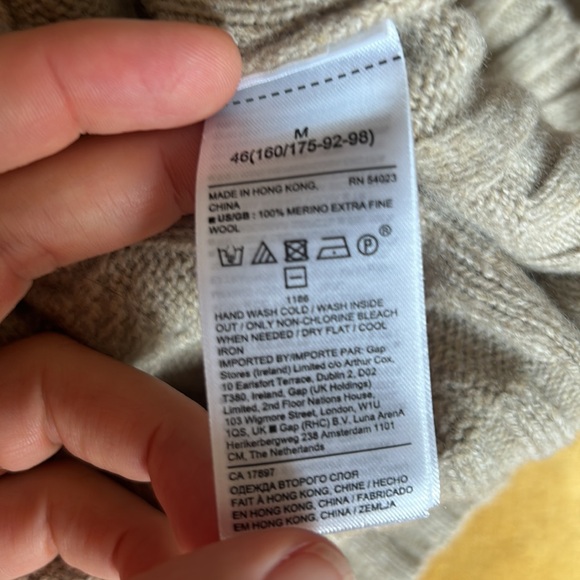 M
46(160/175-92-98)
MADE IN HONG KONG, RN 54023
CHINA
■ US/GB : 100% MERINO EXTRA FINE
WOOL
P ®
1186
HAND WASH COLD / WASH INSIDE
OUT / ONLY NON-CHLORINE BLEACH
WHEN NEEDED / DRY FLAT / COOL
IRON
IMPORTED BY/IMPORTE PAR: Gap
Stores (Ireland) Limited c/o Arthur Cox,
10 Earlsfort Terrace, Dublin 2, D02
T380, Ireland, Gap (UK Holdings)
Limited, 2nd Floor Nations House,
103 Wigmore Street, London, W1U
1QS, UK ■ Gap (RHC) B.V. Luna ArenA
Herikerbergweg 238 Amsterdam 1101
CM, The Netherlands
CA 17897
ОДЕЖДА ВТОРОГО СЛОЯ
FAIT À HONG KONG, CHINE / HECHO
EN HONG KONG, CHINA / FABRICADO
EM HONG KONG, CHINA / ZEMLJA